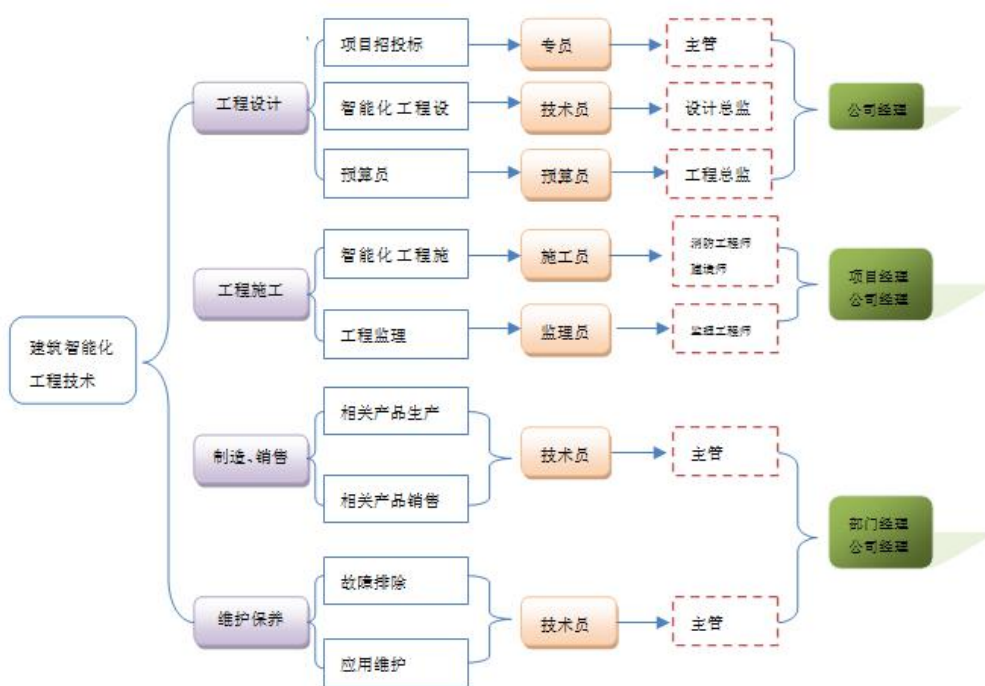 项目招投标
专员
主管
工程设计
智能化工程设
技术员
设计总监
公司经理
预算员
预算员
工程总监
智能化工程施
施工员
消防工程师
建造师
工程施工
项目经理
公司经理
工程监理
监理员
监理工程师
建筑智能化
工程技术
相关产品生产
制造、销售
技术员
主管
相关产品销售
部门经理
公司经理
故障排除
维护保养
技术员
主管
应用维护